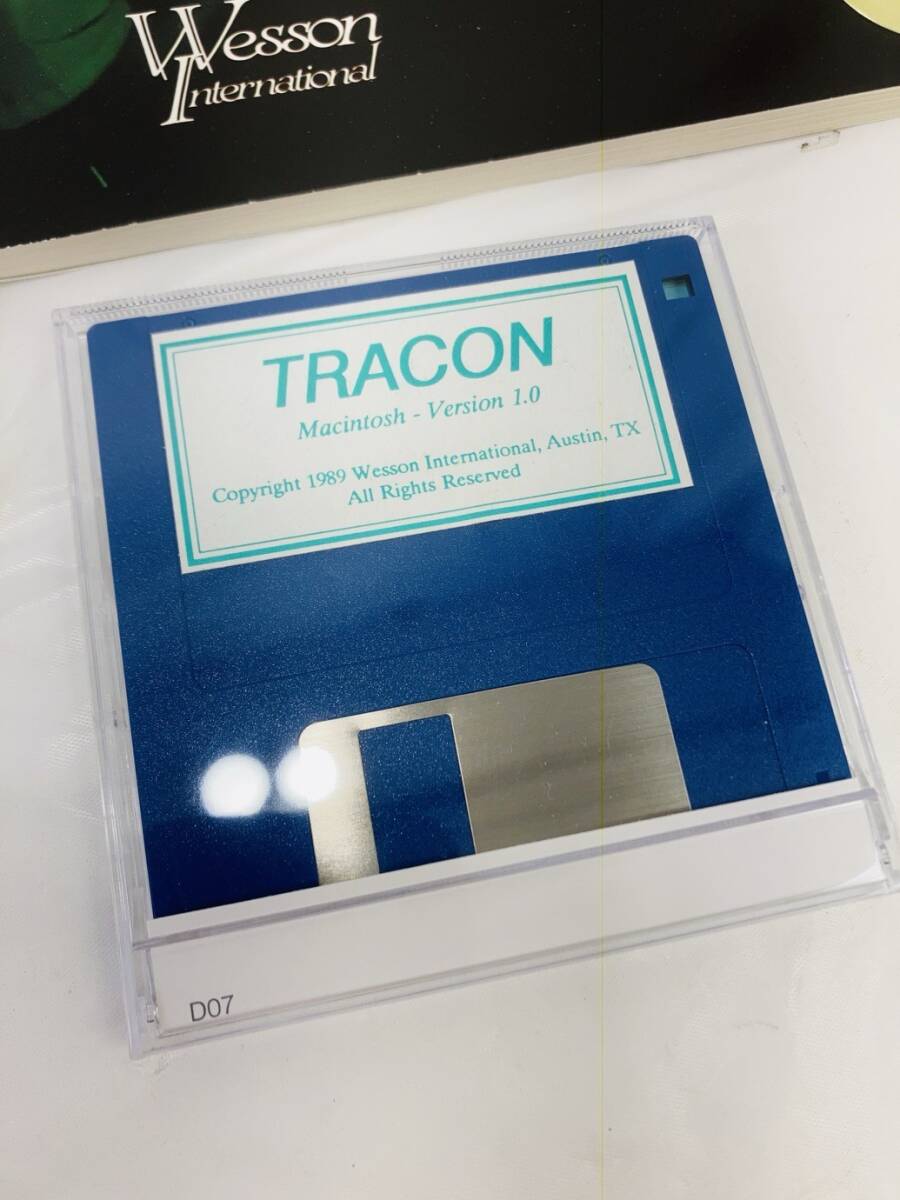 Wesson
International
TRACON
Macintosh - Version 1.0
Copyright 1989 Wesson International, Austin, TX
All Rights Reserved
D07